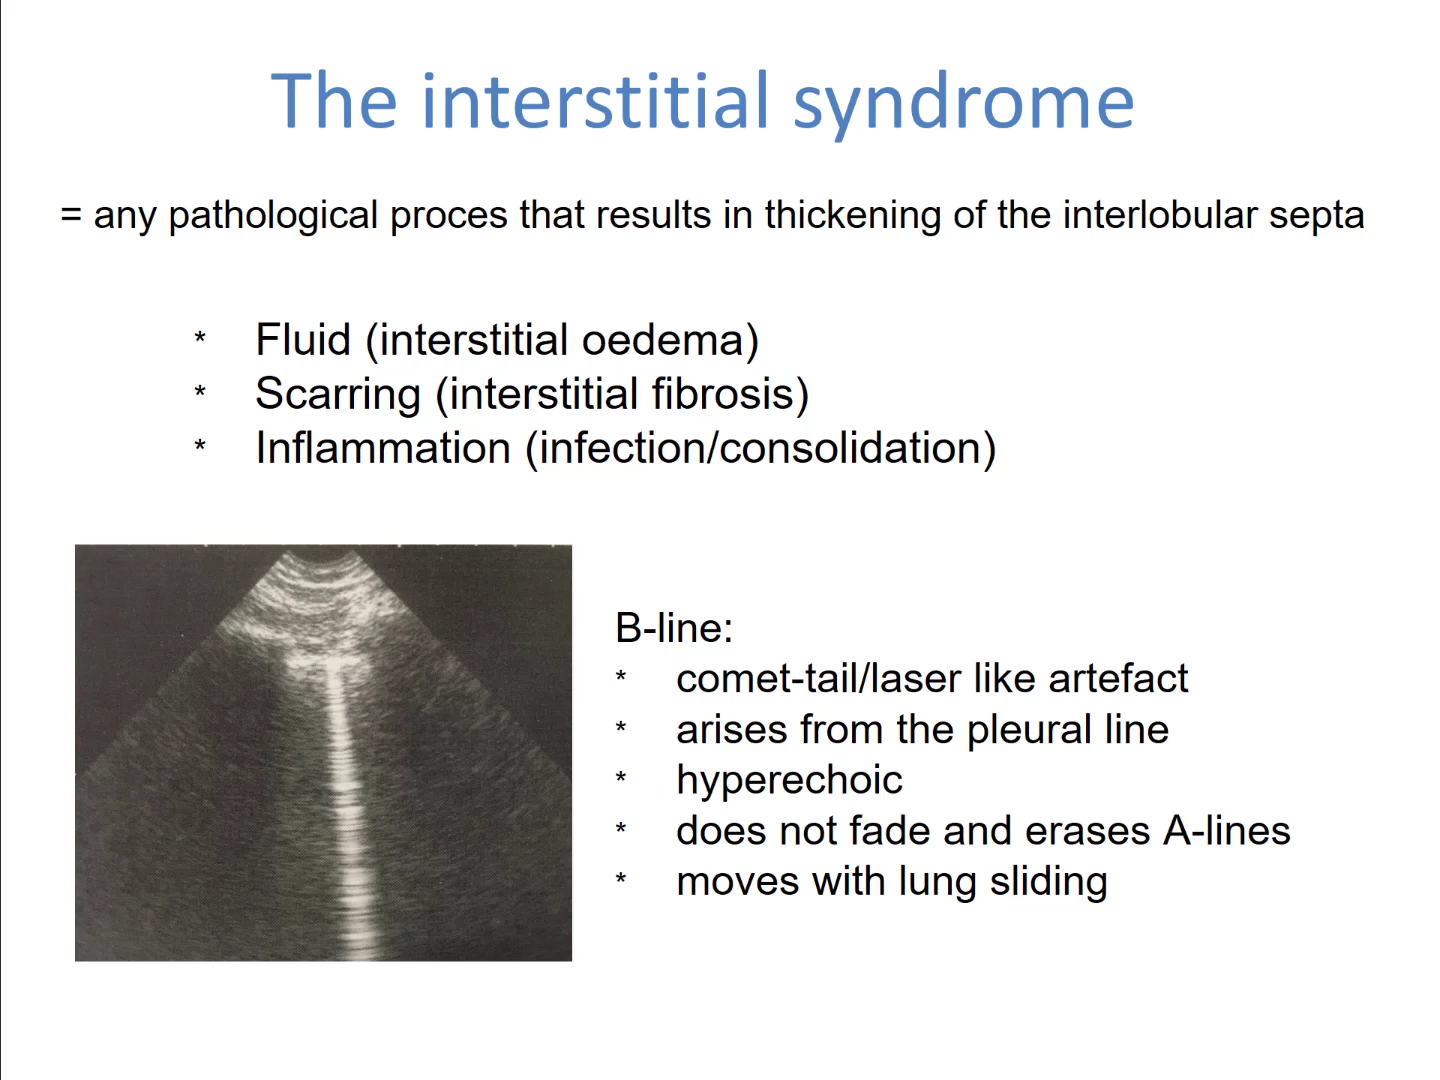 The interstitial syndrome
= any pathological proces that results in thickening of the interlobular septa
* Fluid (interstitial oedema)
* Scarring (interstitial fibrosis)
* Inflammation (infection/consolidation)
B-line:
* comet-tail/laser like artefact
* arises from the pleural line
* hyperechoic
* does not fade and erases A-lines
* moves with lung sliding